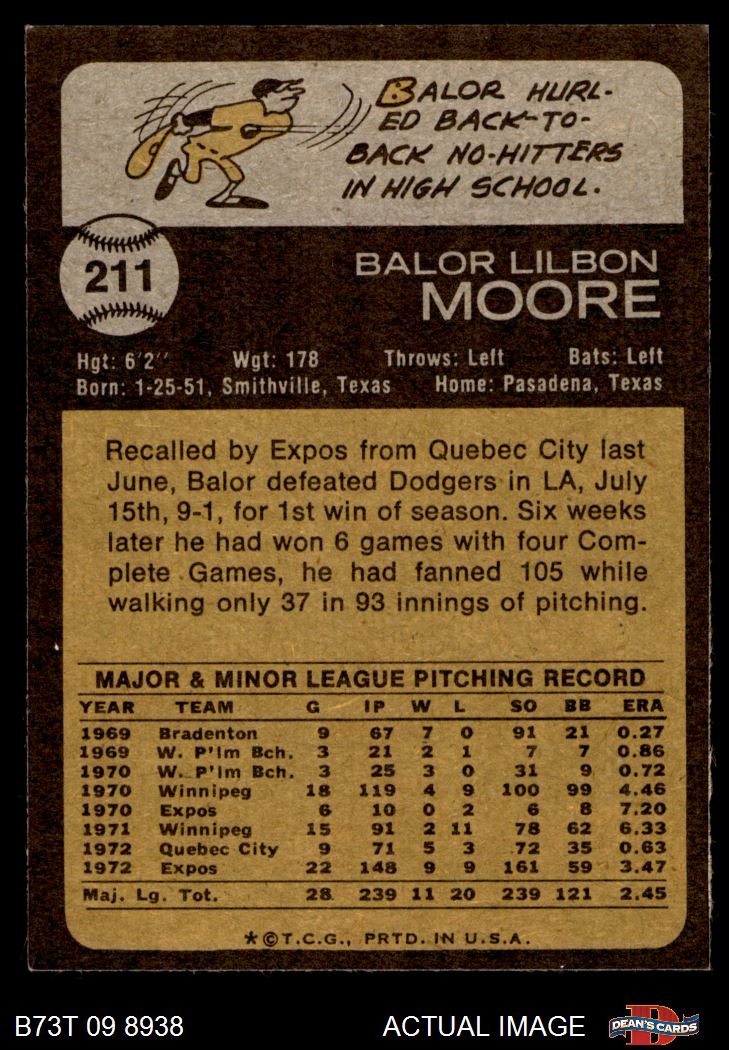 BALOR HURL-
ED BACK-TO-
BACK NO-HITTERS
IN HIGH SCHOOL.
211
BALOR LILBON
MOORE
Hgt: 6'2" Wgt: 178 Throws: Left Bats: Left
Born: 1-25-51, Smithville, Texas Home: Pasadena, Texas
Recalled by Expos from Quebec City last
June, Balor defeated Dodgers in LA, July
15th, 9-1, for 1st win of season. Six weeks
later he had won 6 games with four Com-
plete Games, he had fanned 105 while
walking only 37 in 93 innings of pitching.
MAJOR & MINOR LEAGUE PITCHING RECORD
YEAR TEAM G IP W L SO BB ERA
1969 Bradenton 9 67 7 0 91 21 0.27
1969 W. P'lm Bch. 3 21 2 1 7 7 0.86
1970 W. P'lm Bch. 3 25 3 0 31 9 0.72
1970 Winnipeg 18 119 4 9 100 99 4.46
1970 Expos 6 10 0 2 6 8 7.20
1971 Winnipeg 15 91 2 11 78 62 6.33
1972 Quebec City 9 71 5 3 72 35 0.63
1972 Expos 22 148 9 9 161 59 3.47
Maj. Lg. Tot. 28 239 11 20 239 121 2.45
*©T.C.G., PRTD. IN U.S.A.
B73T 09 8938 ACTUAL IMAGE DEAN'S CARDS